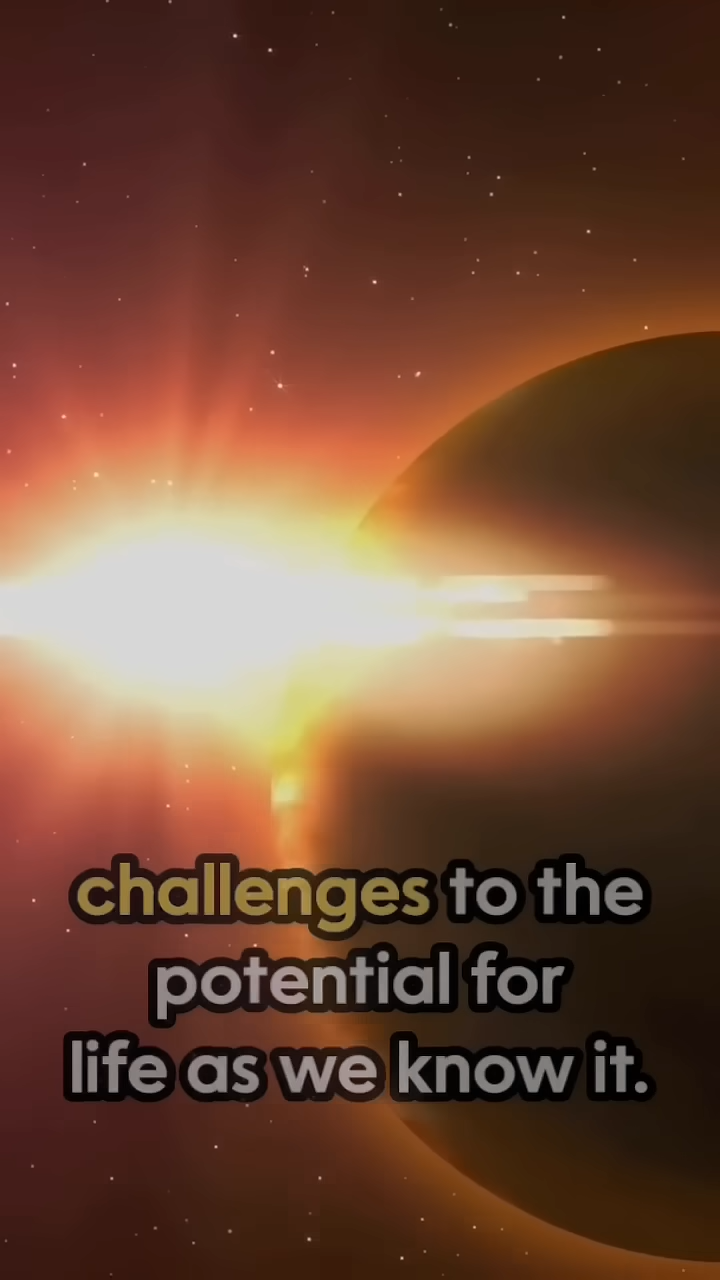 challenges to the
potential for
life as we know it.